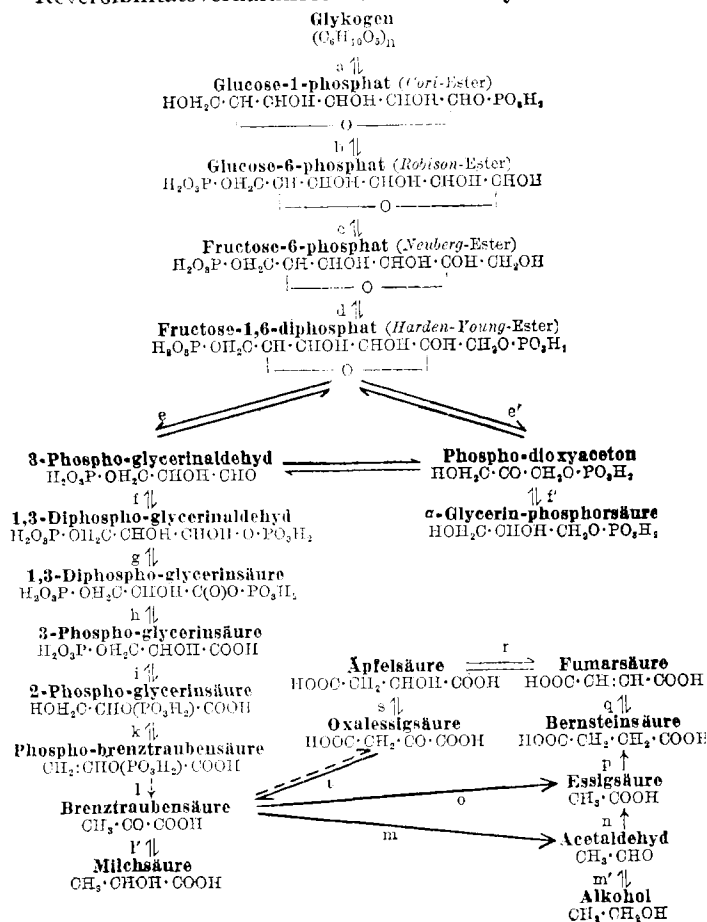 Glykogen
(C₆H₁₀O₅)ₙ
a ⇅
Glucose-1-phosphat (Cori-Ester)
HOH₂C·CH·CHOH·CHOH·CHOH·CHO·PO₃H₂
O
b ⇅
Glucose-6-phosphat (Robison-Ester)
H₂O₃P·OH₂C·CH·CHOH·CHOH·CHOH·CHOH
O
c ⇅
Fructose-6-phosphat (Neuberg-Ester)
H₂O₃P·OH₂C·CH·CHOH·CHOH·COH·CH₂OH
O
d ⇅
Fructose-1,6-diphosphat (Harden-Young-Ester)
H₂O₃P·OH₂C·CH·CHOH·CHOH·COH·CH₂O·PO₃H₂
O
e e′
3-Phospho-glycerinaldehyd Phospho-dioxyaceton
H₂O₃P·OH₂C·CHOH·CHO HOH₂C·CO·CH₂O·PO₃H₂
f ⇅ ⇅ f′
1,3-Diphospho-glycerinaldehyd α-Glycerin-phosphorsäure
H₂O₃P·OH₂C·CHOH·CHOH·O·PO₃H₂ HOH₂C·CHOH·CH₂O·PO₃H₂
g ⇅
1,3-Diphospho-glycerinsäure
H₂O₃P·OH₂C·CHOH·C(O)O·PO₃H₂
h ⇅
3-Phospho-glycerinsäure
H₂O₃P·OH₂C·CHOH·COOH
i ⇅
2-Phospho-glycerinsäure
HOH₂C·CHO(PO₃H₂)·COOH
k ⇅
Phospho-brenztraubensäure
CH₂:CHO(PO₃H₂)·COOH
l ↓
Brenztraubensäure
CH₃·CO·COOH
l′ ⇅
Milchsäure
CH₃·CHOH·COOH
r
Äpfelsäure Fumarsäure
HOOC·CH₂·CHOH·COOH HOOC·CH:CH·COOH
s ⇅ q ⇅
Oxalessigsäure Bernsteinsäure
HOOC·CH₂·CO·COOH HOOC·CH₂·CH₂·COOH
t p ↑
o Essigsäure
CH₃·COOH
m n ↑
Acetaldehyd
CH₃·CHO
m′ ⇅
Alkohol
CH₃·CH₂OH